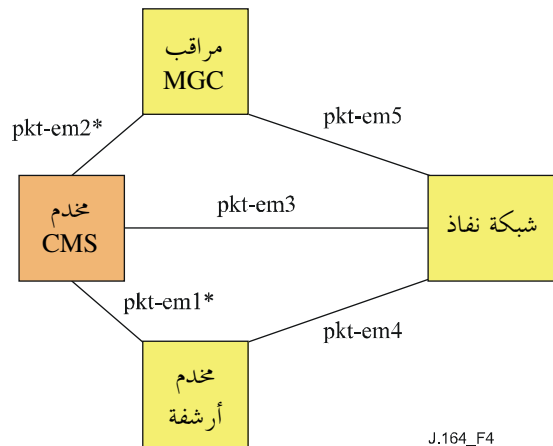 مراقب
MGC
pkt-em2*
pkt-em5
مخدم
CMS
pkt-em3
شبكة نفاذ
pkt-em1*
pkt-em4
مخدم
أرشفة
J.164_F4